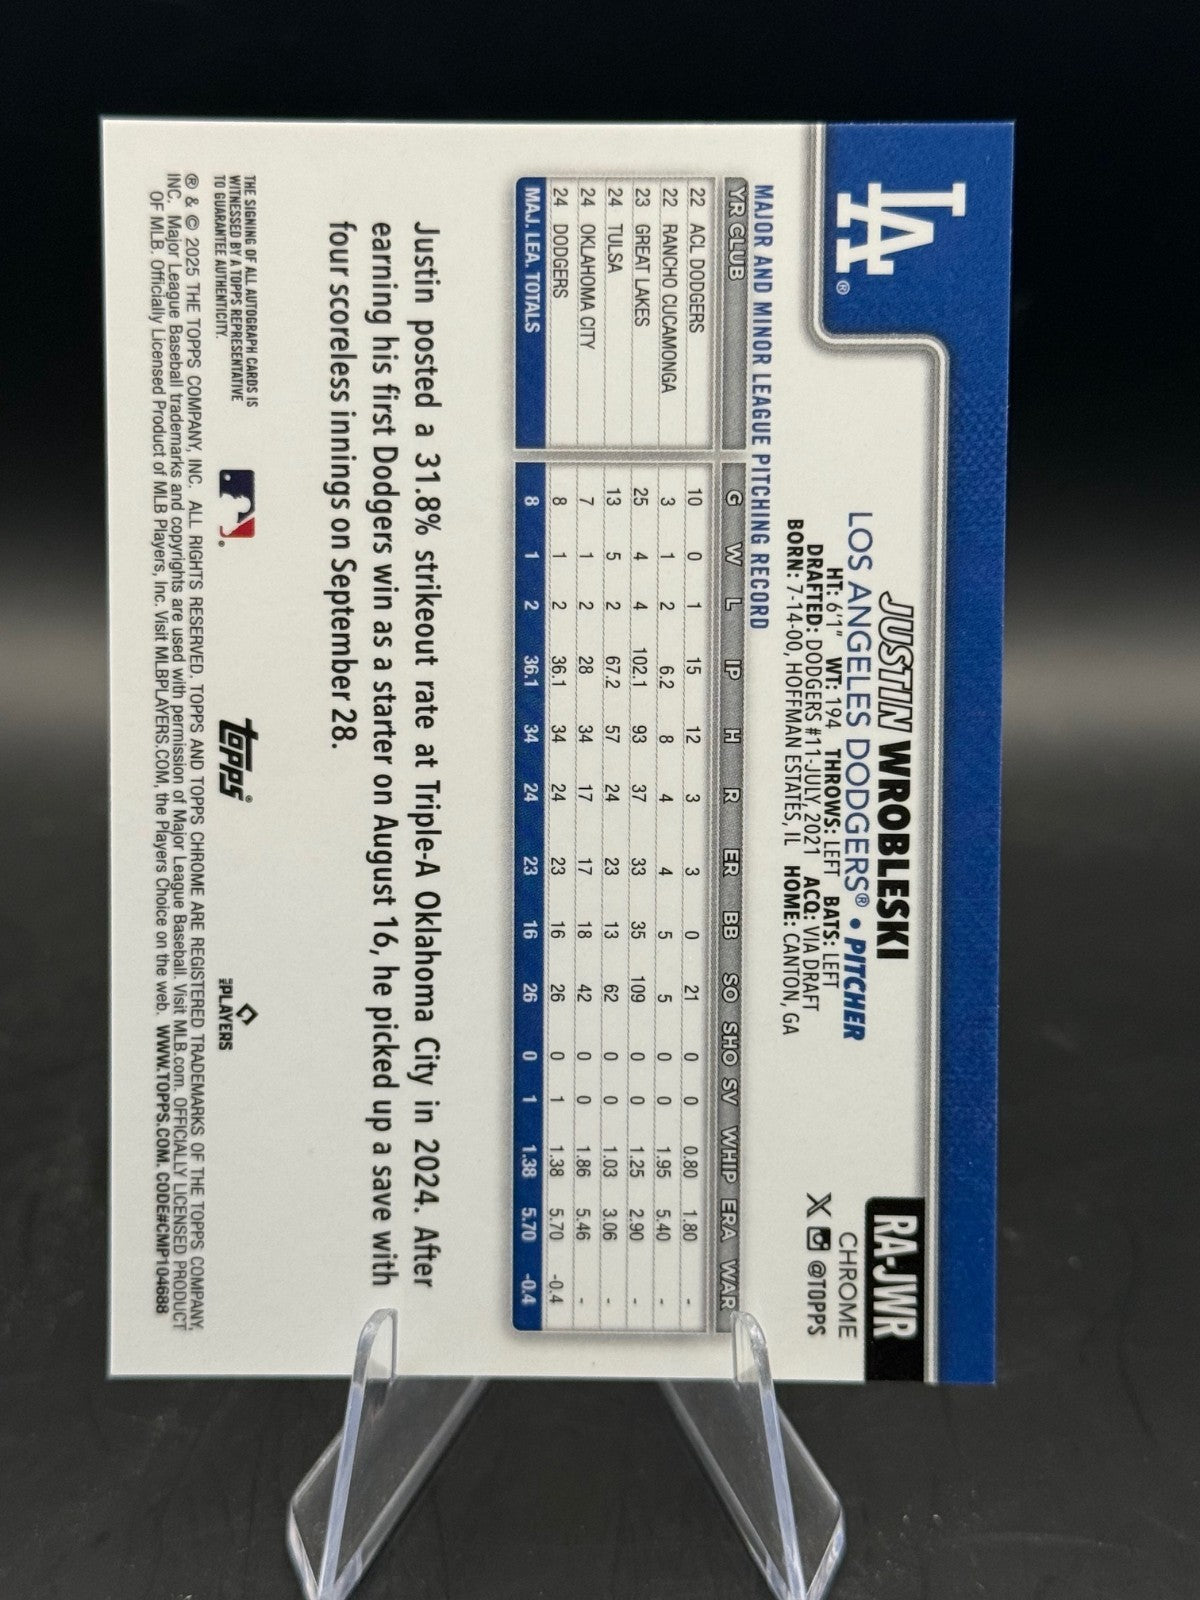 LA®
RA-JWR
JUSTIN WROBLESKI
CHROME
LOS ANGELES DODGERS® • PITCHER
X @TOPPS
HT: 6'1" WT: 194 THROWS: LEFT BATS: LEFT
DRAFTED: DODGERS #11-JULY, 2021 ACQ: VIA DRAFT
BORN: 7-14-00, HOFFMAN ESTATES, IL HOME: CANTON, GA
MAJOR AND MINOR LEAGUE PITCHING RECORD
YR CLUB G W L IP H R ER BB SO SHO SV WHIP ERA WAR
22 ACL DODGERS 10 0 1 15 12 3 3 0 21 0 0 0.80 1.80 -
22 RANCHO CUCAMONGA 3 1 2 6.2 8 4 4 5 5 0 0 1.95 5.40 -
23 GREAT LAKES 25 4 4 102.1 93 37 33 35 109 0 0 1.25 2.90 -
24 TULSA 13 5 2 67.2 57 24 23 13 62 0 0 1.03 3.06 -
24 OKLAHOMA CITY 7 1 2 28 34 17 17 18 42 0 0 1.86 5.46 -
24 DODGERS 8 1 2 36.1 34 24 23 16 26 0 1 1.38 5.70 -0.4
MAJ. LEA. TOTALS 8 1 2 36.1 34 24 23 16 26 0 1 1.38 5.70 -0.4
Justin posted a 31.8% strikeout rate at Triple-A Oklahoma City in 2024. After
earning his first Dodgers win as a starter on August 16, he picked up a save with
four scoreless innings on September 28.
THE SIGNING OF ALL AUTOGRAPH CARDS IS
WITNESSED BY A TOPPS REPRESENTATIVE
TO GUARANTEE AUTHENTICITY.
topps®
MLB PLAYERS
® & © 2025 THE TOPPS COMPANY, INC. ALL RIGHTS RESERVED. TOPPS AND TOPPS CHROME ARE REGISTERED TRADEMARKS OF THE TOPPS COMPANY,
INC. Major League Baseball trademarks and copyrights are used with permission of Major League Baseball. Visit MLB.com. OFFICIALLY LICENSED PRODUCT
OF MLB. Officially Licensed Product of MLB Players, Inc. Visit MLBPLAYERS.COM, the Players Choice on the web. WWW.TOPPS.COM. CODE#CMP104688